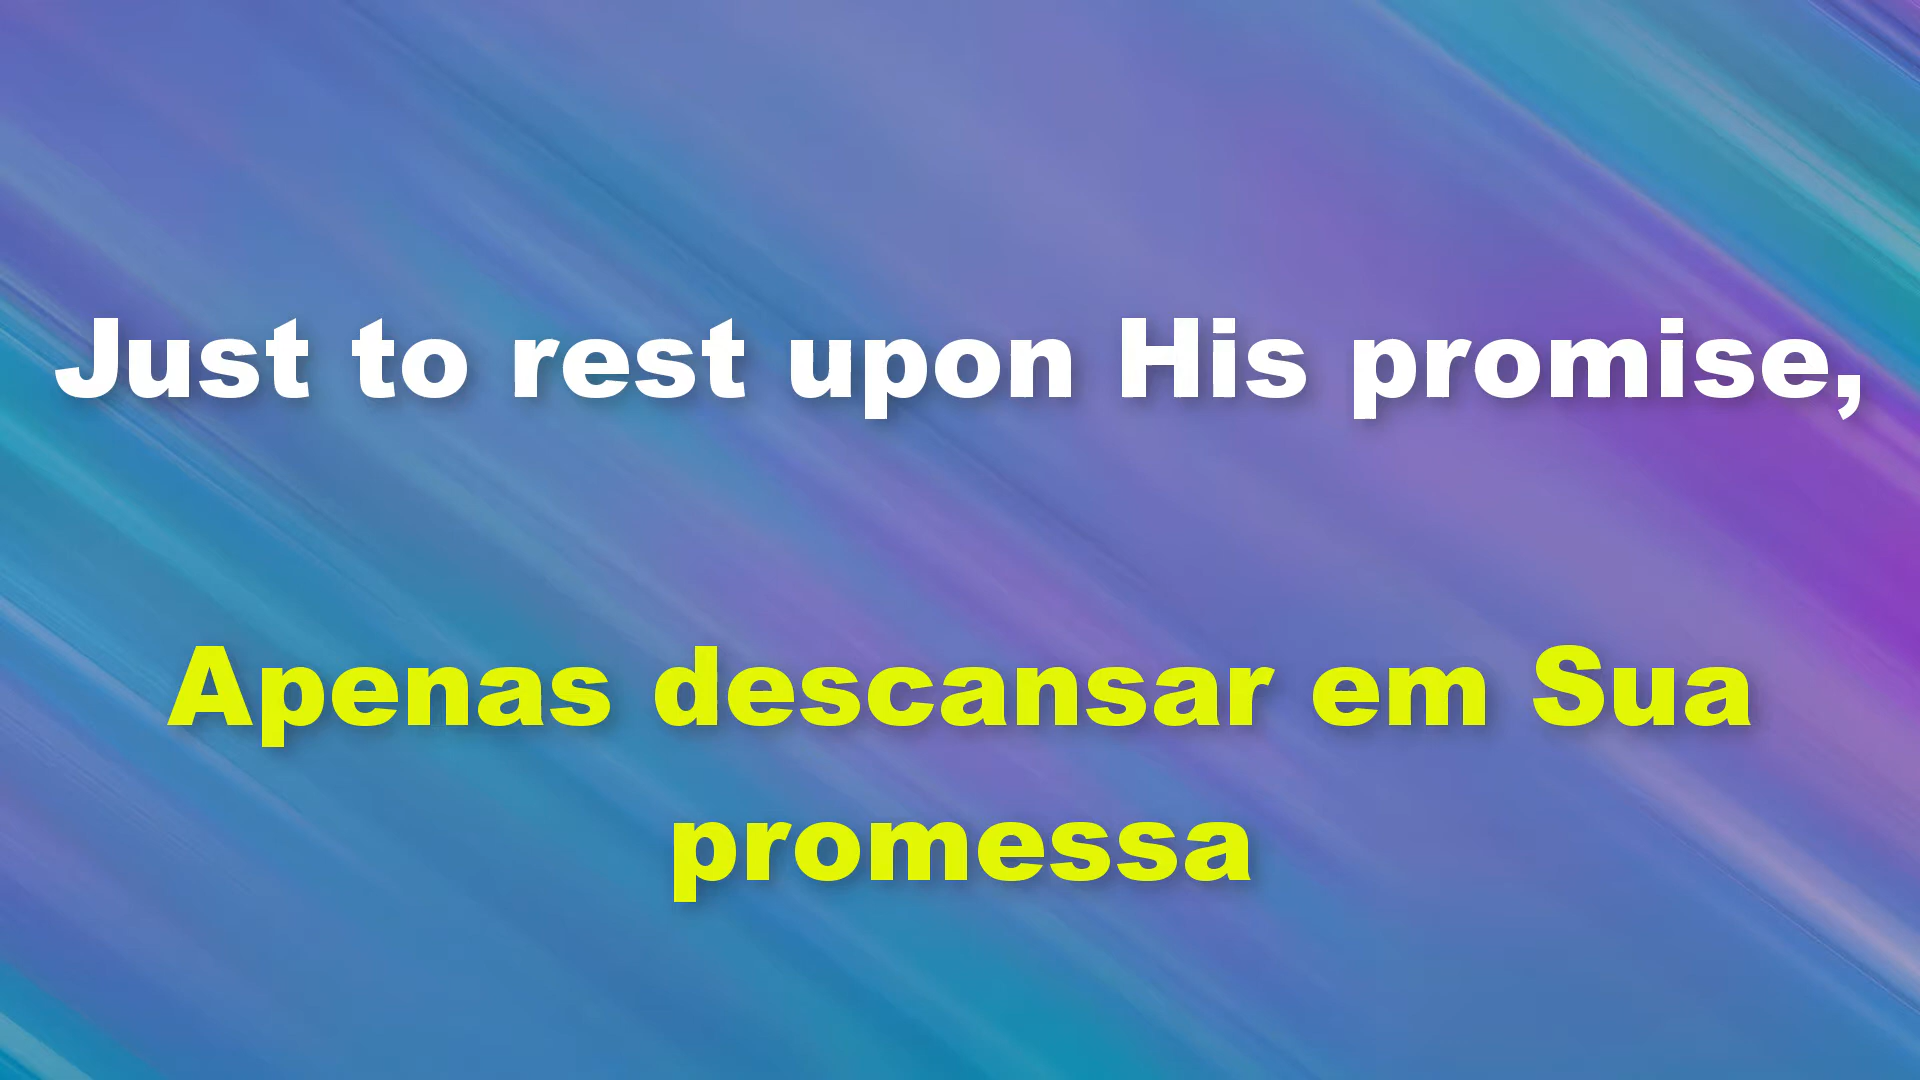 Just to rest upon His promise,
Apenas descansar em Sua
promessa